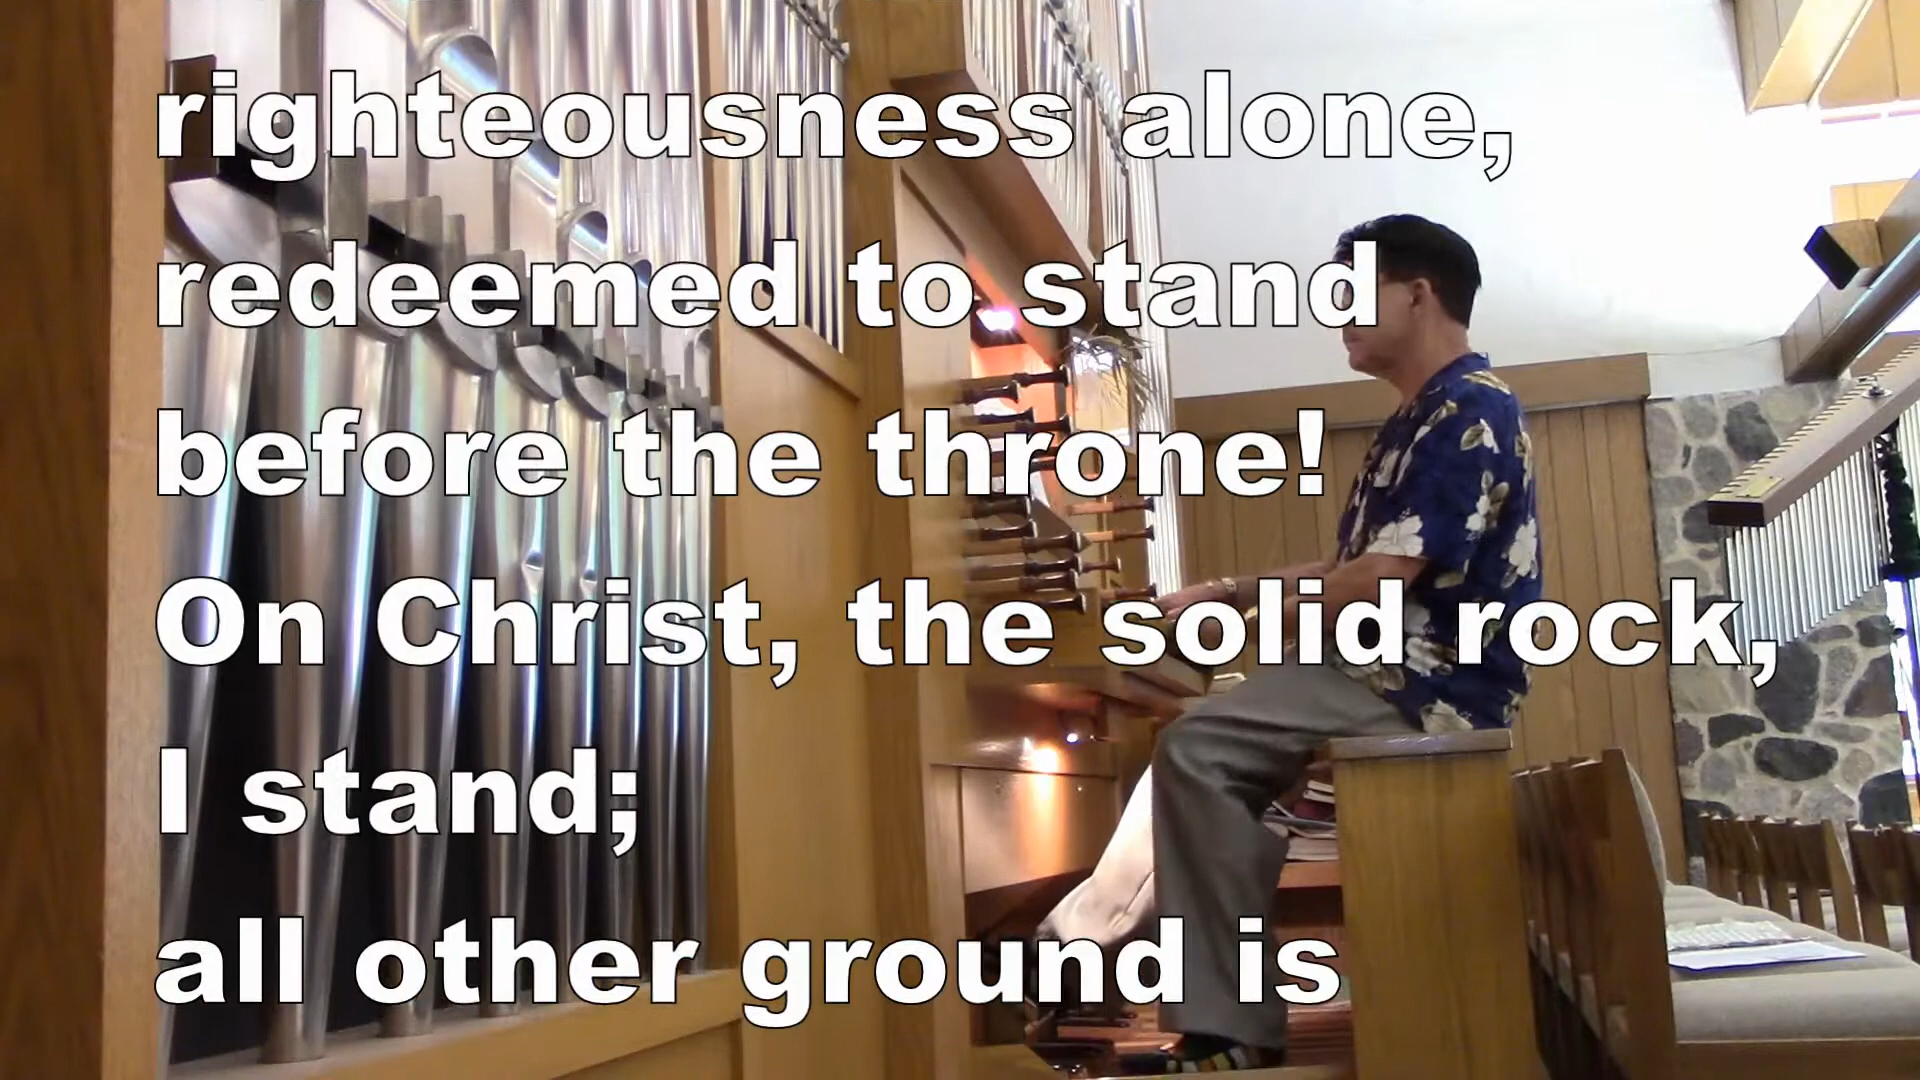 righteousness alone,
redeemed to stand
before the throne!
On Christ, the solid rock,
I stand;
all other ground is